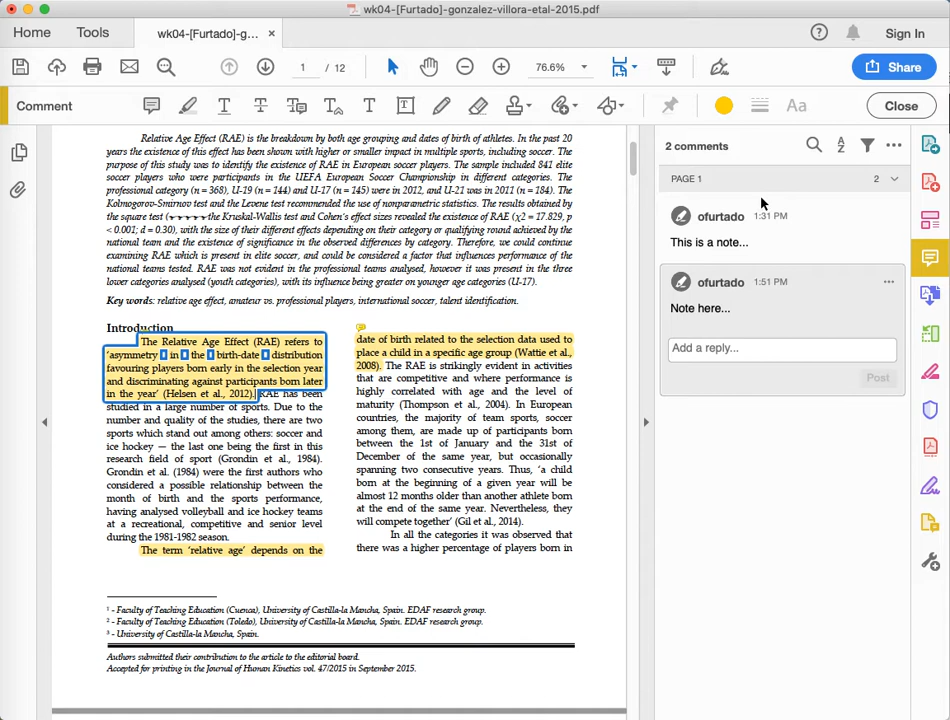 wk04-[Furtado]-gonzalez-villora-etal-2015.pdf
Home
Tools
wk04-[Furtado]-g...
×
?
Sign In
1
/ 12
76.6%
Share
Comment
Aa
Close
Relative Age Effect (RAE) is the breakdown by both age grouping and dates of birth of athletes. In the past 20
years the existence of this effect has been shown with higher or smaller impact in multiple sports, including soccer. The
purpose of this study was to identify the existence of RAE in European soccer players. The sample included 841 elite
soccer players who were participants in European Soccer Championship in different categories. The
professional category (n = 368), U-19 (n = 144) and U-17 (n = 145) were in 2012, and U-21 was in 2011 (n = 184). The
Kolmogorov-Smirnov test and the Levene test recommended the use of nonparametric statistics. The results obtained by
the square test (
the Kruskal-Wallis test and Cohen's effect sizes revealed the existence of RAE (χ2 = 17.829, p
< 0.001; d = 0.30), with the size of their different effects depending on their category or qualifying round achieved by the
national team and the existence of significance in the observed differences by category. Therefore, we could continue
examining RAE which is present in elite soccer, and could be considered a factor that influences performance of the
national teams tested. RAE was not evident in the professional teams analysed, however it was present in the three
lower categories analysed (youth categories), with its influence being greater on younger age categories (U-17).
Key words: relative age effect, amateur vs. professional players, international soccer, talent identification.
Introduction
The Relative Age Effect (RAE) refers to
'asymmetry in the birth-date distribution
favouring players born early in the selection year
and discriminating against participants born later
in the year' (Helsen et al., 2012). RAE has been
studied in a large number of sports. Due to the
number and quality of the studies, there are two
sports which stand out among others: soccer and
ice hockey — the last one being the first in this
research field of sport (Grondin et al., 1984).
Grondin et al. (1984) were the first authors who
considered a possible relationship between the
month of birth and the sports performance,
having analysed volleyball and ice hockey teams
at a recreational, competitive and senior level
during the 1981-1982 season.
The term 'relative age' depends on the
date of birth related to the selection data used to
place a child in a specific age group (Wattie et al.,
2008). The RAE is strikingly evident in activities
that are competitive and where performance is
highly correlated with age and the level of
maturity (Thompson et al., 2004). In European
countries, the majority of team sports, soccer
among them, are made up of participants born
between the 1st of January and the 31st of
December of the same year, but occasionally
spanning two consecutive years. Thus, 'a child
born at the beginning of a given year will be
almost 12 months older than another athlete born
at the end of the same year. Nevertheless, they
will compete together' (Gil et al., 2014).
In all the categories it was observed that
there was a higher percentage of players born in
1 - Faculty of Teaching Education (Cuenca), University of Castilla-la Mancha, Spain. EDAF research group.
2 - Faculty of Teaching Education (Toledo), University of Castilla-la Mancha, Spain. EDAF research group.
3 - University of Castilla-la Mancha, Spain.
Authors submitted their contribution to the article to the editorial board.
Accepted for printing in the Journal of Human Kinetics vol. 47/2015 in September 2015.
2 comments
PAGE 1
2
ofurtado 1:31 PM
This is a note...
ofurtado 1:51 PM
Note here...
Add a reply...
Post